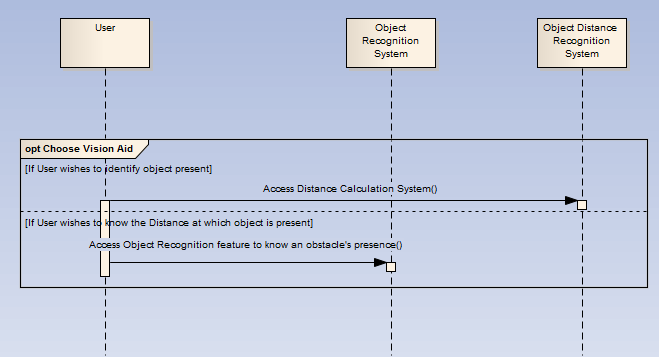 User
Object
Recognition
System
Object Distance
Recognition
System
opt Choose Vision Aid
[If User wishes to identify object present]
Access Distance Calculation System()
[If User wishes to know the Distance at which object is present]
Access Object Recognition feature to know an obstacle's presence()